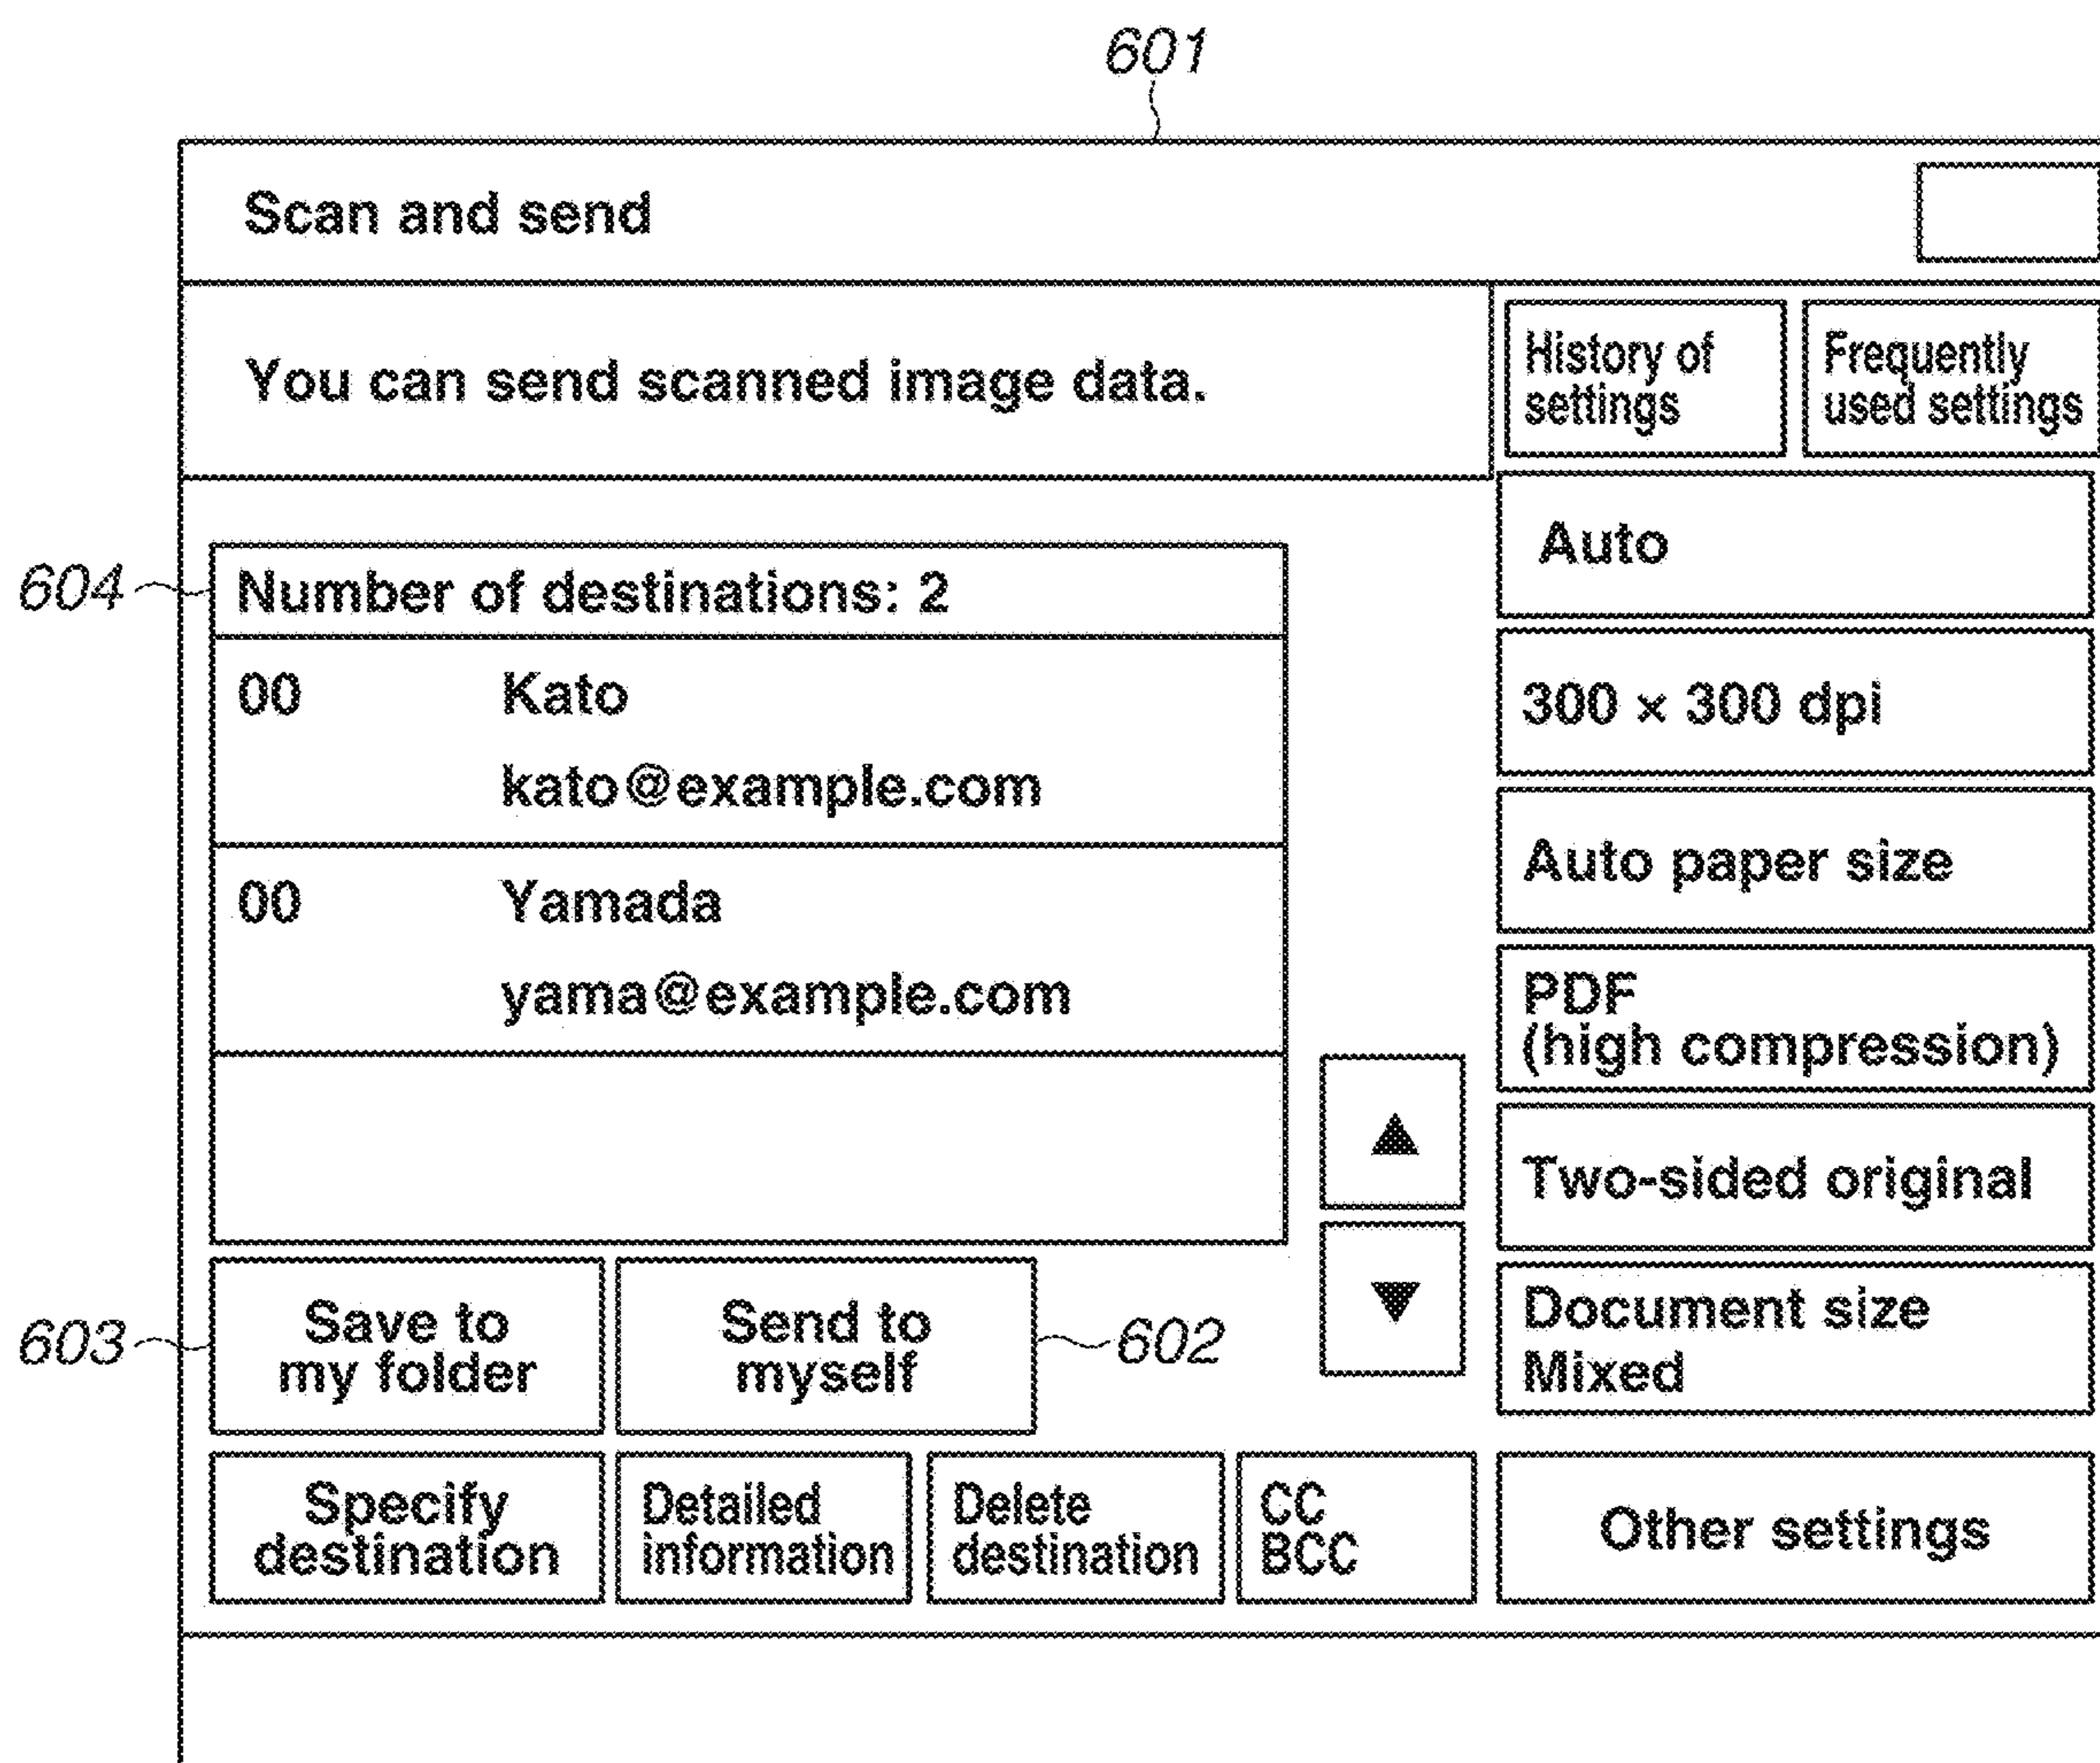 601
Scan and send
You can send scanned image data.
History of
settings
Frequently
used settings
604
Number of destinations: 2
00 Kato
kato@example.com
00 Yamada
yama@example.com
Auto
300 × 300 dpi
Auto paper size
PDF
(high compression)
Two-sided original
Document size
Mixed
▲
▼
603
Save to
my folder
Send to
myself
602
Specify
destination
Detailed
information
Delete
destination
CC
BCC
Other settings